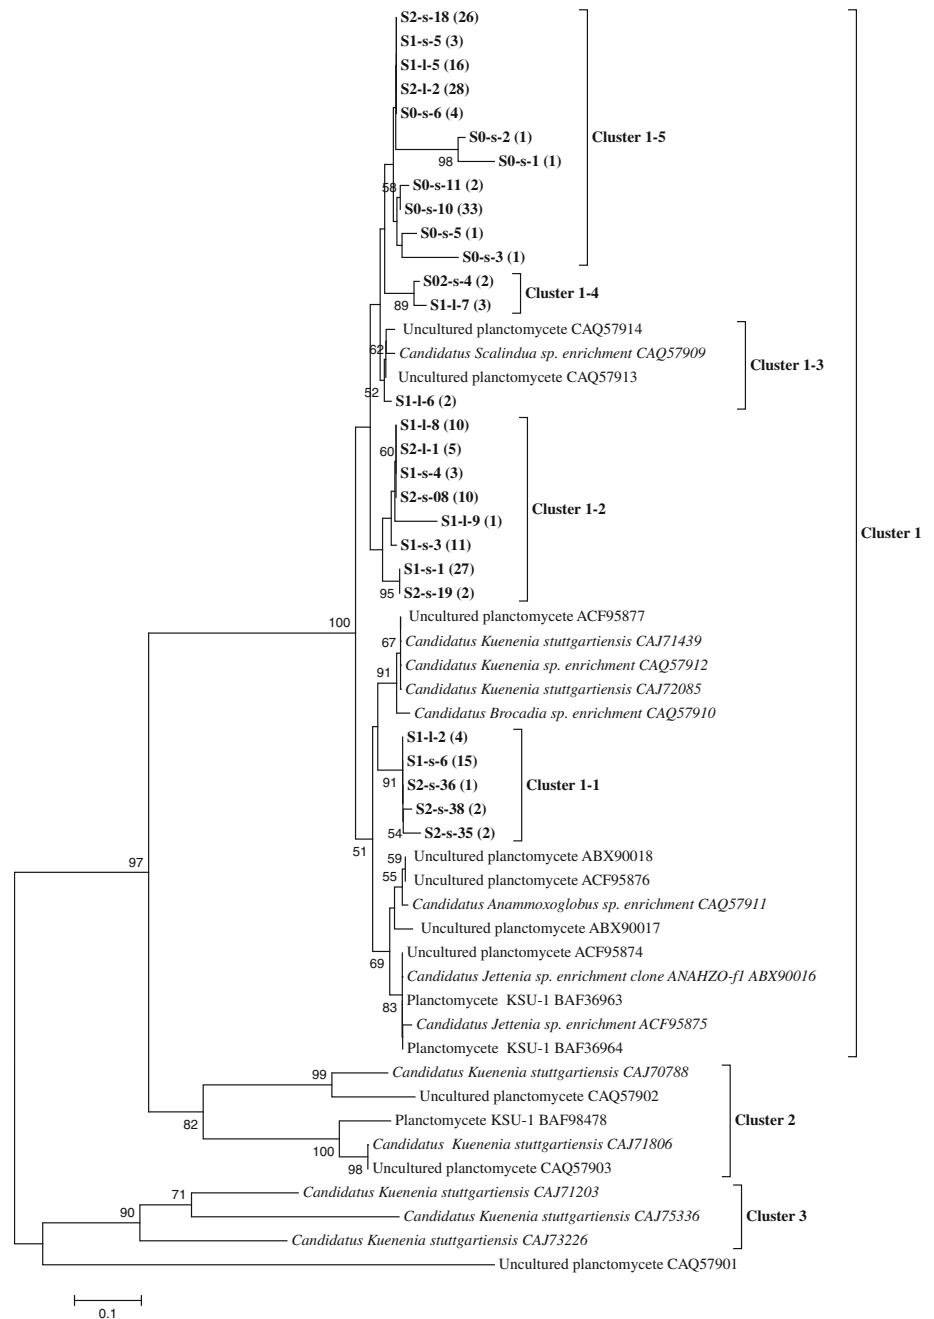 S2-s-18 (26)
S1-s-5 (3)
S1-l-5 (16)
S2-l-2 (28)
S0-s-6 (4)
S0-s-2 (1)
Cluster 1-5
98
S0-s-1 (1)
58
S0-s-11 (2)
S0-s-10 (33)
S0-s-5 (1)
S0-s-3 (1)
S02-s-4 (2)
Cluster 1-4
89
S1-l-7 (3)
Uncultured planctomycete CAQ57914
62
Candidatus Scalindua sp. enrichment CAQ57909
Cluster 1-3
Uncultured planctomycete CAQ57913
52
S1-l-6 (2)
S1-l-8 (10)
60
S2-l-1 (5)
S1-s-4 (3)
S2-s-08 (10)
Cluster 1-2
S1-l-9 (1)
Cluster 1
S1-s-3 (11)
S1-s-1 (27)
95
S2-s-19 (2)
100
Uncultured planctomycete ACF95877
67
Candidatus Kuenenia stuttgartiensis CAJ71439
Candidatus Kuenenia sp. enrichment CAQ57912
91
Candidatus Kuenenia stuttgartiensis CAJ72085
Candidatus Brocadia sp. enrichment CAQ57910
S1-l-2 (4)
S1-s-6 (15)
91
S2-s-36 (1)
Cluster 1-1
S2-s-38 (2)
54
S2-s-35 (2)
51
97
59
Uncultured planctomycete ABX90018
55
Uncultured planctomycete ACF95876
Candidatus Anammoxoglobus sp. enrichment CAQ57911
Uncultured planctomycete ABX90017
69
Uncultured planctomycete ACF95874
Candidatus Jettenia sp. enrichment clone ANAHZO-f1 ABX90016
83
Planctomycete KSU-1 BAF36963
Candidatus Jettenia sp. enrichment ACF95875
Planctomycete KSU-1 BAF36964
99
Candidatus Kuenenia stuttgartiensis CAJ70788
Uncultured planctomycete CAQ57902
82
Planctomycete KSU-1 BAF98478
Cluster 2
100
Candidatus Kuenenia stuttgartiensis CAJ71806
98
Uncultured planctomycete CAQ57903
71
Candidatus Kuenenia stuttgartiensis CAJ71203
90
Candidatus Kuenenia stuttgartiensis CAJ75336
Cluster 3
Candidatus Kuenenia stuttgartiensis CAJ73226
Uncultured planctomycete CAQ57901
0.1